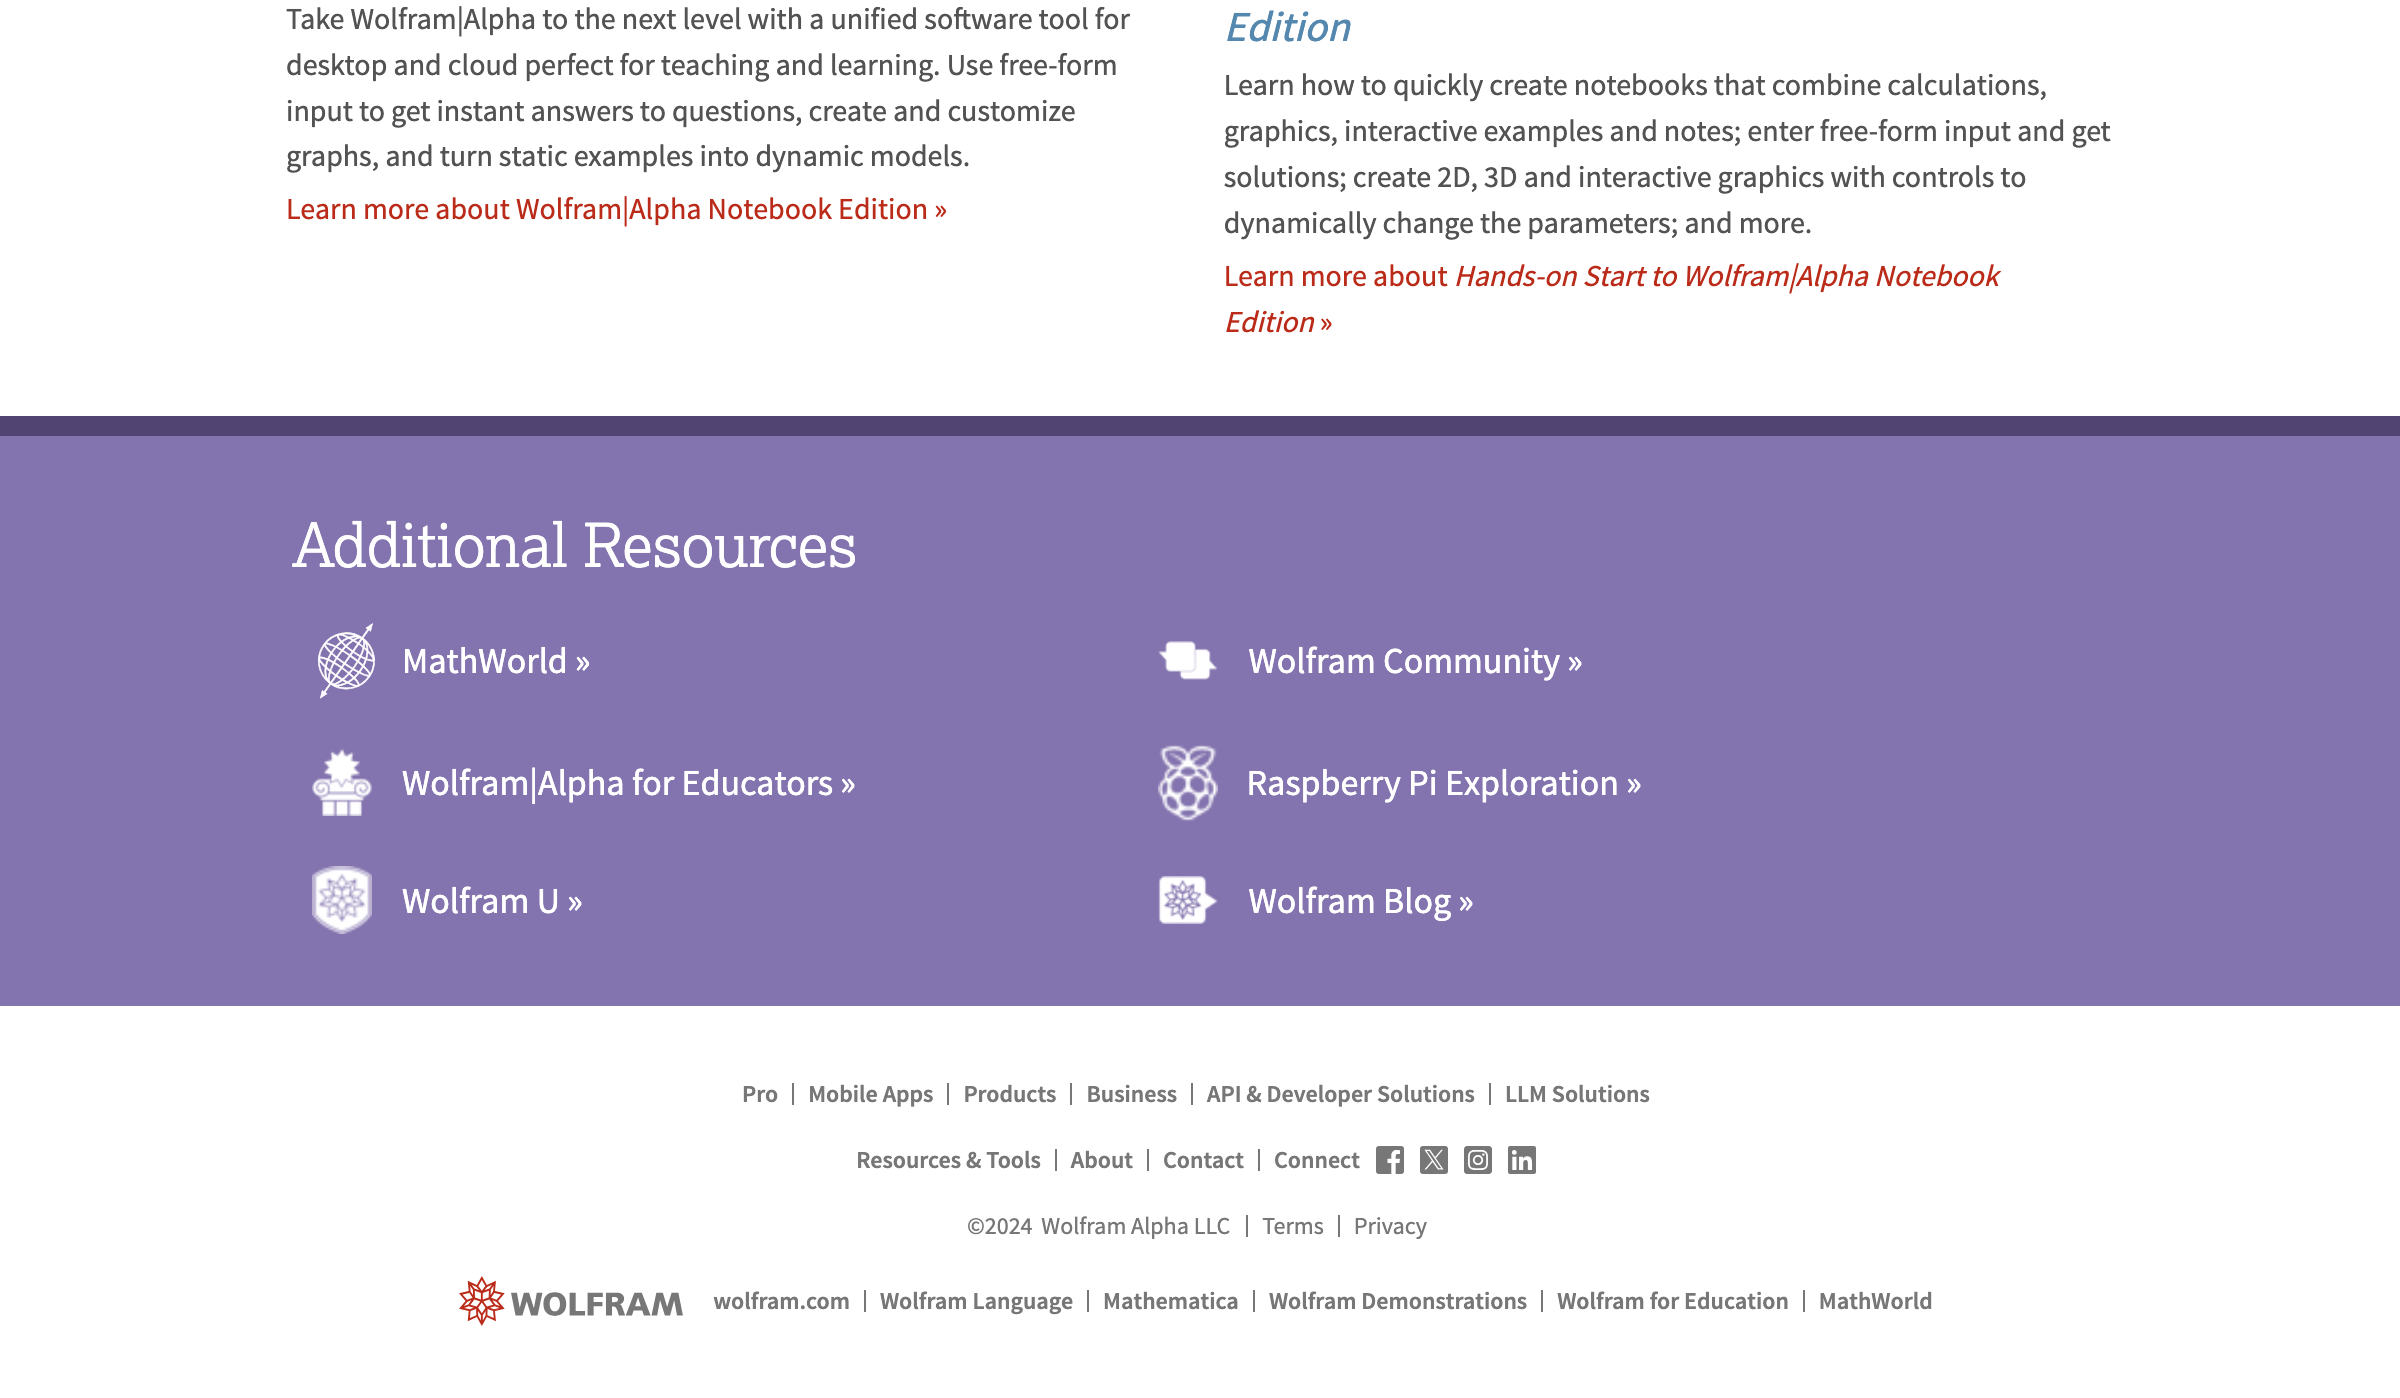 Take Wolfram|Alpha to the next level with a unified software tool for
desktop and cloud perfect for teaching and learning. Use free-form
input to get instant answers to questions, create and customize
graphs, and turn static examples into dynamic models.
Learn more about Wolfram|Alpha Notebook Edition »
Edition
Learn how to quickly create notebooks that combine calculations,
graphics, interactive examples and notes; enter free-form input and get
solutions; create 2D, 3D and interactive graphics with controls to
dynamically change the parameters; and more.
Learn more about Hands-on Start to Wolfram|Alpha Notebook
Edition »
Additional Resources
MathWorld »
Wolfram Community »
Wolfram|Alpha for Educators »
Raspberry Pi Exploration »
Wolfram U »
Wolfram Blog »
Pro | Mobile Apps | Products | Business | API & Developer Solutions | LLM Solutions
Resources & Tools | About | Contact | Connect
©2024 Wolfram Alpha LLC | Terms | Privacy
WOLFRAM wolfram.com | Wolfram Language | Mathematica | Wolfram Demonstrations | Wolfram for Education | MathWorld